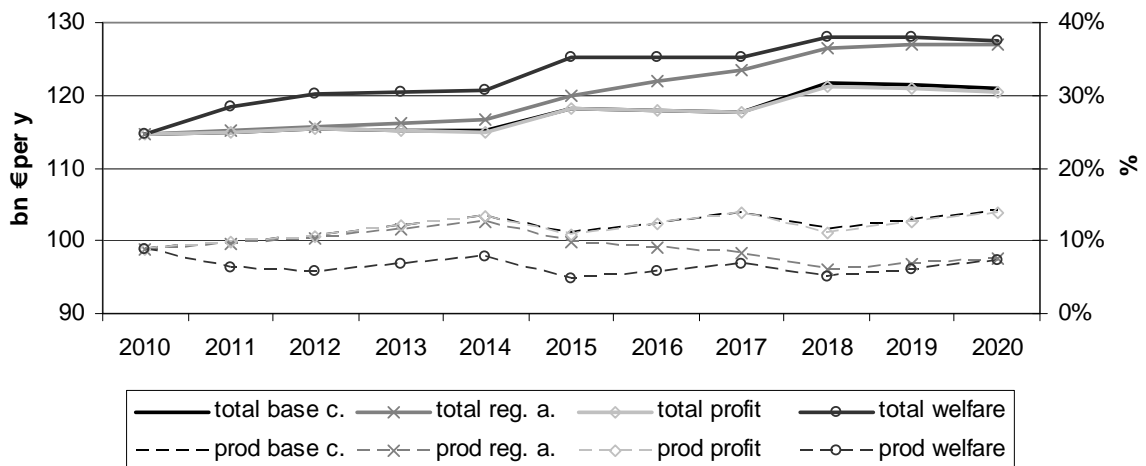 130 40%
120 30%
110 20%
100 10%
90 0%
bn €per y
%
2010 2011 2012 2013 2014 2015 2016 2017 2018 2019 2020
total base c. total reg. a. total profit total welfare
prod base c. prod reg. a. prod profit prod welfare